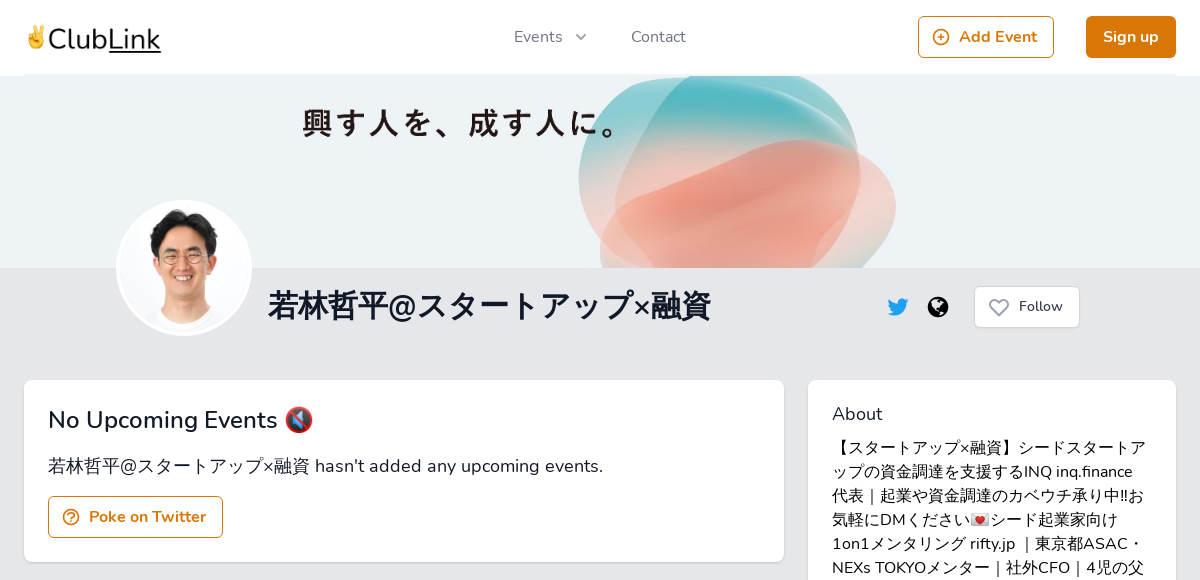 ✌ClubLink
Events
Contact
Add Event
Sign up
興す人を、成す人に。
若林哲平@スタートアップ×融資
Follow
No Upcoming Events 🔇
若林哲平@スタートアップ×融資 hasn't added any upcoming events.
Poke on Twitter
About
【スタートアップ×融資】シードスタートア
ップの資金調達を支援するINQ inq.finance
代表｜起業や資金調達のカベウチ承り中‼お
気軽にDMください💌シード起業家向け
1on1メンタリング rifty.jp ｜東京都ASAC・
NEXs TOKYOメンター｜社外CFO｜4児の父